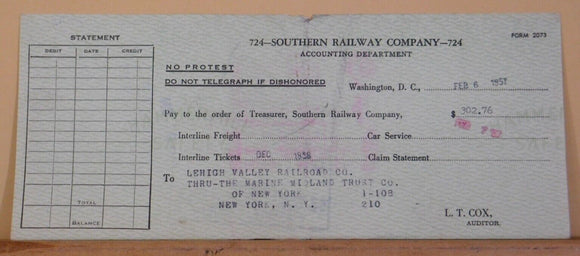 STATEMENT
DEBIT DATE CREDIT
TOTAL
BALANCE
724—SOUTHERN RAILWAY COMPANY—724
FORM 2073
ACCOUNTING DEPARTMENT
NO PROTEST
DO NOT TELEGRAPH IF DISHONORED
Washington, D. C., FEB 6
Pay to the order of Treasurer, Southern Railway Company, $ 302.76
Interline Freight Car Service
Interline Tickets DEC Claim Statement
To LEHIGH VALLEY RAILROAD CO.
THRU-THE MARINE MIDLAND TRUST CO.
OF NEW YORK 1-108
NEW YORK, N. Y. 210
L. T. COX,
AUDITOR.